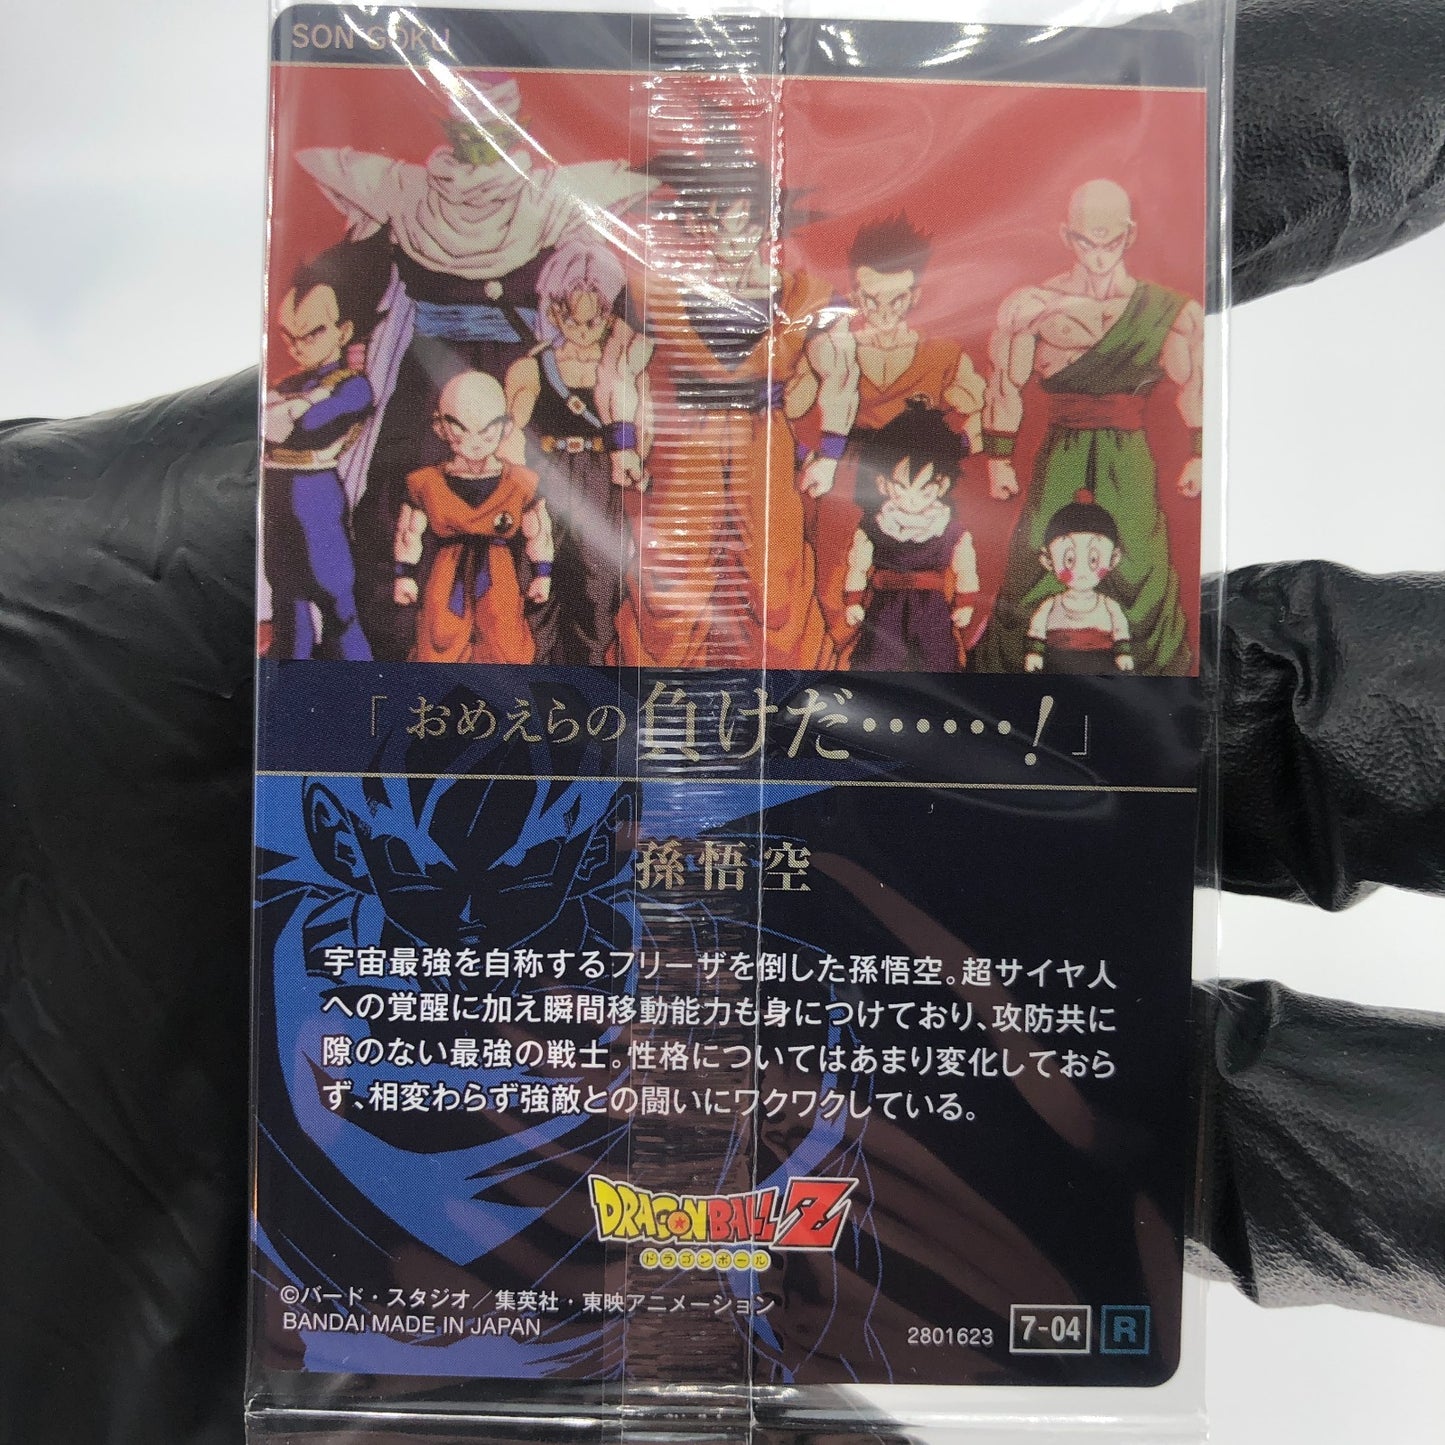 SON GOKU
「おめえらの負けだ………！」
孫悟空
宇宙最強を自称するフリーザを倒した孫悟空。超サイヤ人
への覚醒に加え瞬間移動能力も身につけており、攻防共に
隙のない最強の戦士。性格についてはあまり変化しておら
ず、相変わらず強敵との闘いにワクワクしている。
DRAGON BALL Z
ドラゴンボール
©バード・スタジオ／集英社・東映アニメーション
BANDAI MADE IN JAPAN
2801623 7-04 R